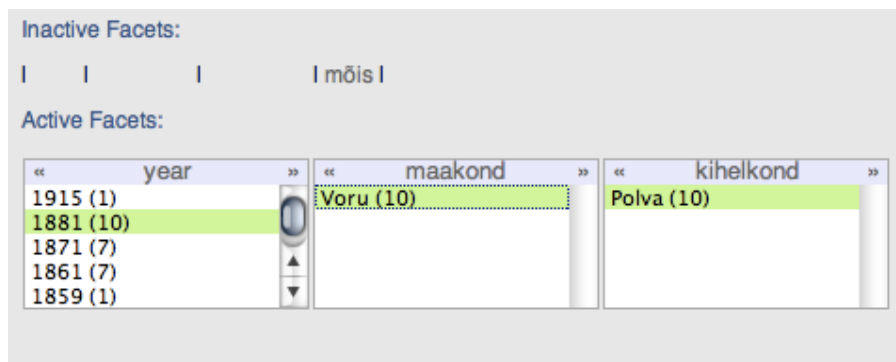 Inactive Facets:
| | | | mõis |
Active Facets:
« year » « maakond » « kihelkond »
1915 (1) Voru (10) Polva (10)
1881 (10)
1871 (7)
1861 (7)
1859 (1)